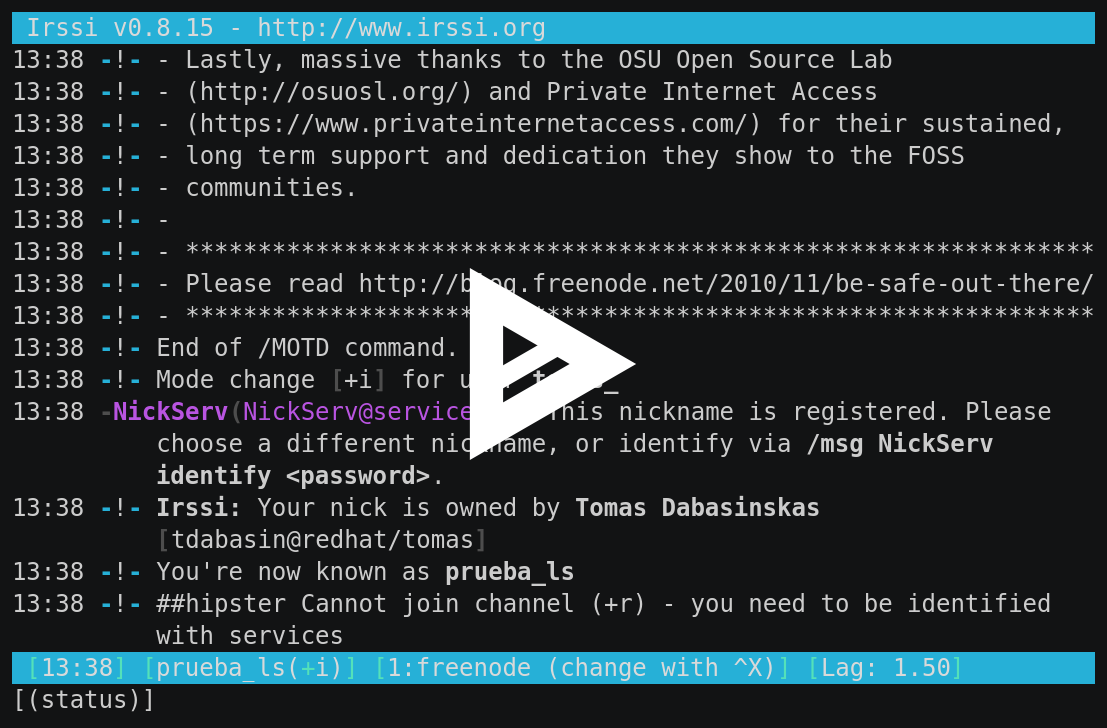 Irssi v0.8.15 - http://www.irssi.org
13:38 -!- - Lastly, massive thanks to the OSU Open Source Lab
13:38 -!- - (http://osuosl.org/) and Private Internet Access
13:38 -!- - (https://www.privateinternetaccess.com/) for their sustained,
13:38 -!- - long term support and dedication they show to the FOSS
13:38 -!- - communities.
13:38 -!- -
13:38 -!- - ***************************************************************
13:38 -!- - Please read http://blog.freenode.net/2010/11/be-safe-out-there/
13:38 -!- - ***************************************************************
13:38 -!- End of /MOTD command.
13:38 -!- Mode change [+i] for user
13:38 -NickServ(NickServ@service This nickname is registered. Please
choose a different nickname, or identify via /msg NickServ
identify <password>.
13:38 -!- Irssi: Your nick is owned by Tomas Dabasinskas
[tdabasin@redhat/tomas]
13:38 -!- You're now known as prueba_ls
13:38 -!- ##hipster Cannot join channel (+r) - you need to be identified
with services
[13:38] [prueba_ls(+i)] [1:freenode (change with ^X)] [Lag: 1.50]
[(status)]